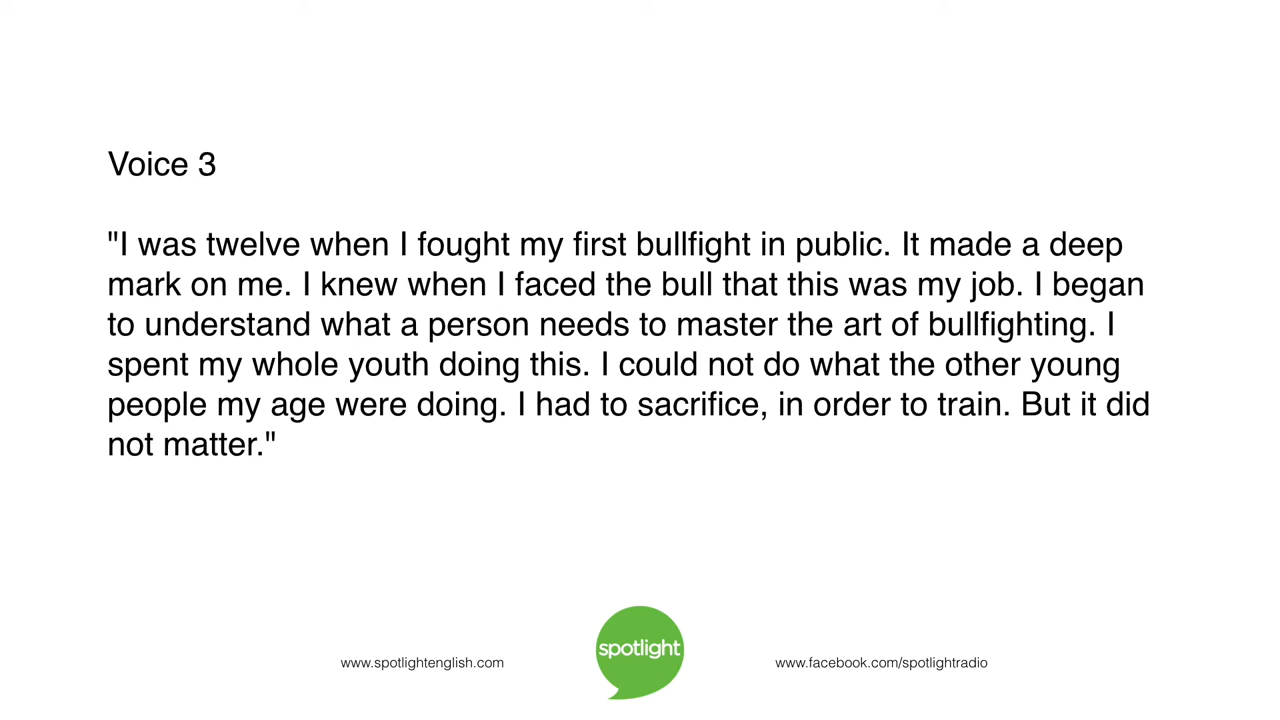 Voice 3
"I was twelve when I fought my first bullfight in public. It made a deep
mark on me. I knew when I faced the bull that this was my job. I began
to understand what a person needs to master the art of bullfighting. I
spent my whole youth doing this. I could not do what the other young
people my age were doing. I had to sacrifice, in order to train. But it did
not matter."
www.spotlightenglish.com
spotlight
www.facebook.com/spotlightradio